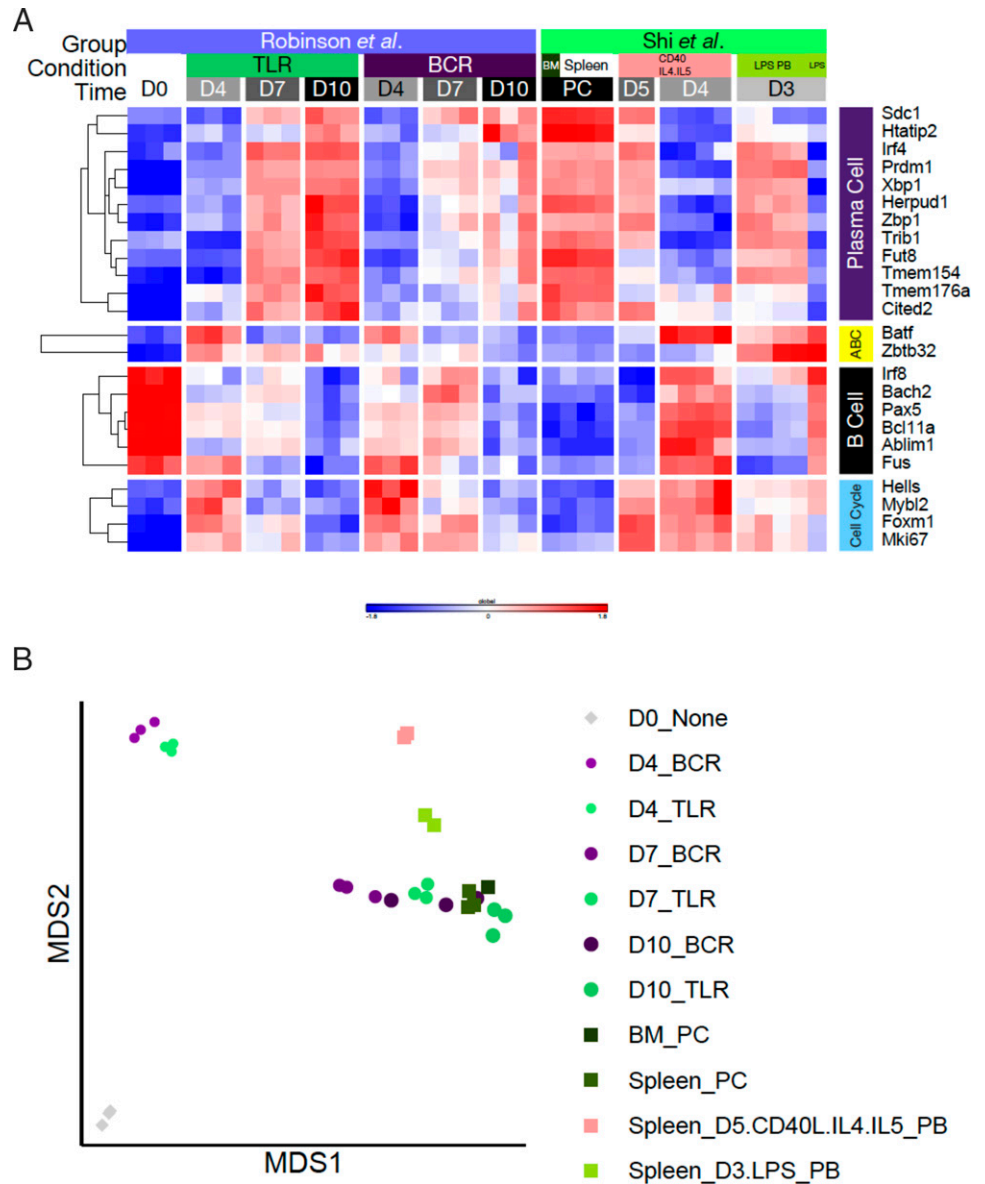 A
Group Robinson et al. Shi et al.
Condition TLR BCR BM Spleen CD40 IL4.IL5 LPS PB LPS
Time D0 D4 D7 D10 D4 D7 D10 PC D5 D4 D3
Sdc1
Htatip2
Irf4
Prdm1
Xbp1
Herpud1
Zbp1
Trib1
Fut8
Tmem154
Tmem176a
Cited2
Plasma Cell
Batf
Zbtb32
ABC
Irf8
Bach2
Pax5
Bcl11a
Ablim1
Fus
B Cell
Hells
Mybl2
Foxm1
Mki67
Cell Cycle
global
-1.8 0 1.8
B
MDS2
MDS1
D0_None
D4_BCR
D4_TLR
D7_BCR
D7_TLR
D10_BCR
D10_TLR
BM_PC
Spleen_PC
Spleen_D5.CD40L.IL4.IL5_PB
Spleen_D3.LPS_PB